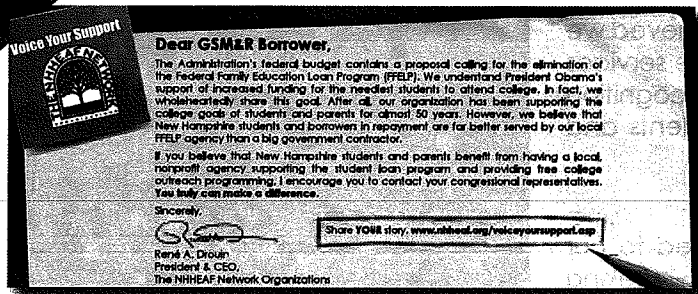 Voice Your Support
THE NHHEAF NETWORK
Dear GSM&R Borrower,
The Administration's federal budget contains a proposal calling for the elimination of
the Federal Family Education Loan Program (FFELP). We understand President Obama's
support of increased funding for the neediest students to attend college. In fact, we
wholeheartedly share this goal. After all, our organization has been supporting the
college goals of students and parents for almost 50 years. However, we believe that
New Hampshire students and borrowers in repayment are far better served by our local
FFELP agency than a big government contractor.
If you believe that New Hampshire students and parents benefit from having a local,
nonprofit agency supporting the student loan program and providing free college
outreach programming, I encourage you to contact your congressional representatives.
You truly can make a difference.
Sincerely,
René A. Drouin
President & CEO,
The NHHEAF Network Organizations
Share YOUR story, www.nhheaf.org/voiceyoursupport.asp